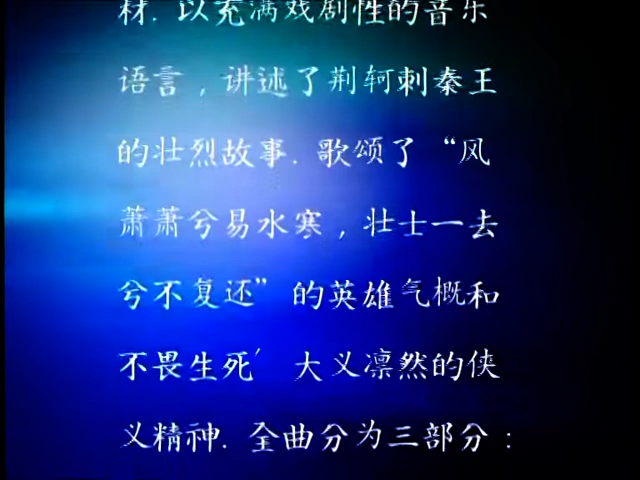 材. 以充满戏剧性的音乐
语言，讲述了荆轲刺秦王
的壮烈故事. 歌颂了“风
萧萧兮易水寒，壮士一去
兮不复还”的英雄气概和
不畏生死′ 大义凛然的侠
义精神. 全曲分为三部分：